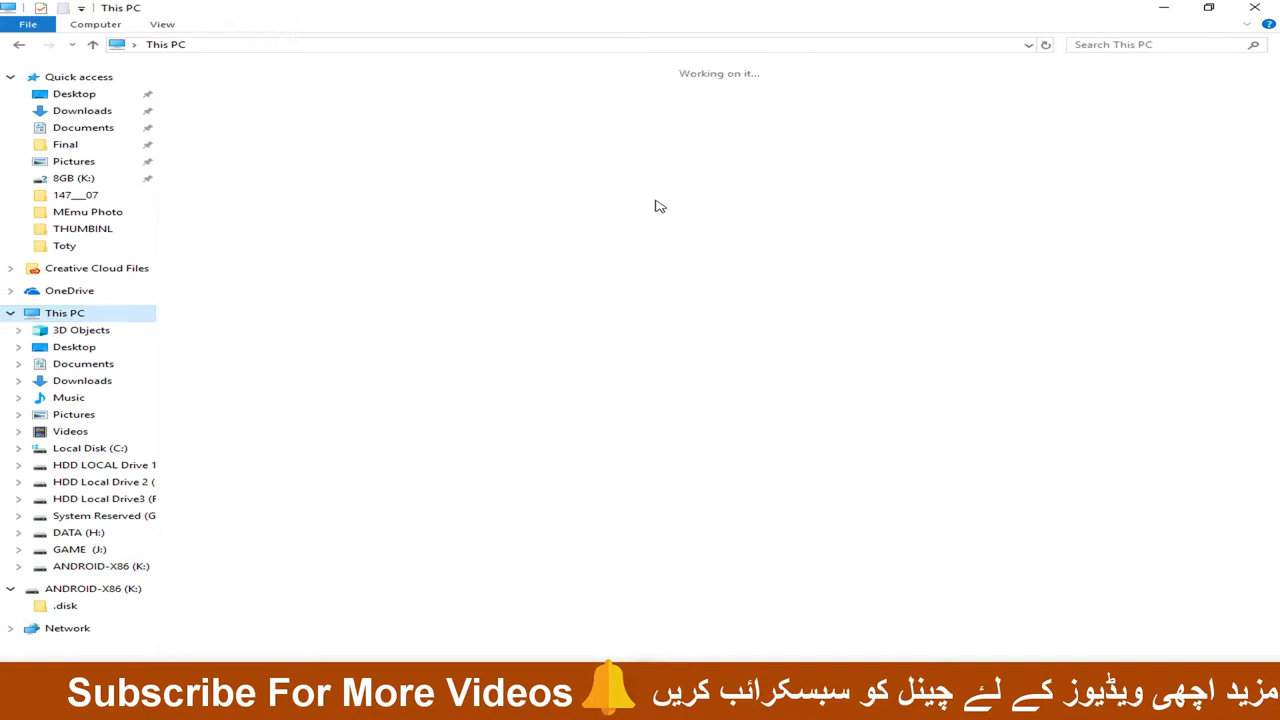 This PC
File Computer View
This PC
Search This PC
Working on it...
Quick access
Desktop
Downloads
Documents
Final
Pictures
8GB (K:)
147___07
MEmu Photo
THUMBINL
Toty
Creative Cloud Files
OneDrive
This PC
3D Objects
Desktop
Documents
Downloads
Music
Pictures
Videos
Local Disk (C:)
HDD LOCAL Drive 1
HDD Local Drive 2 (
HDD Local Drive3 (F
System Reserved (G
DATA (H:)
GAME (J:)
ANDROID-X86 (K:)
ANDROID-X86 (K:)
.disk
Network
Subscribe For More Videos
مزید اچھی ویڈیوز کے لئے چینل کو سبسکرائب کریں